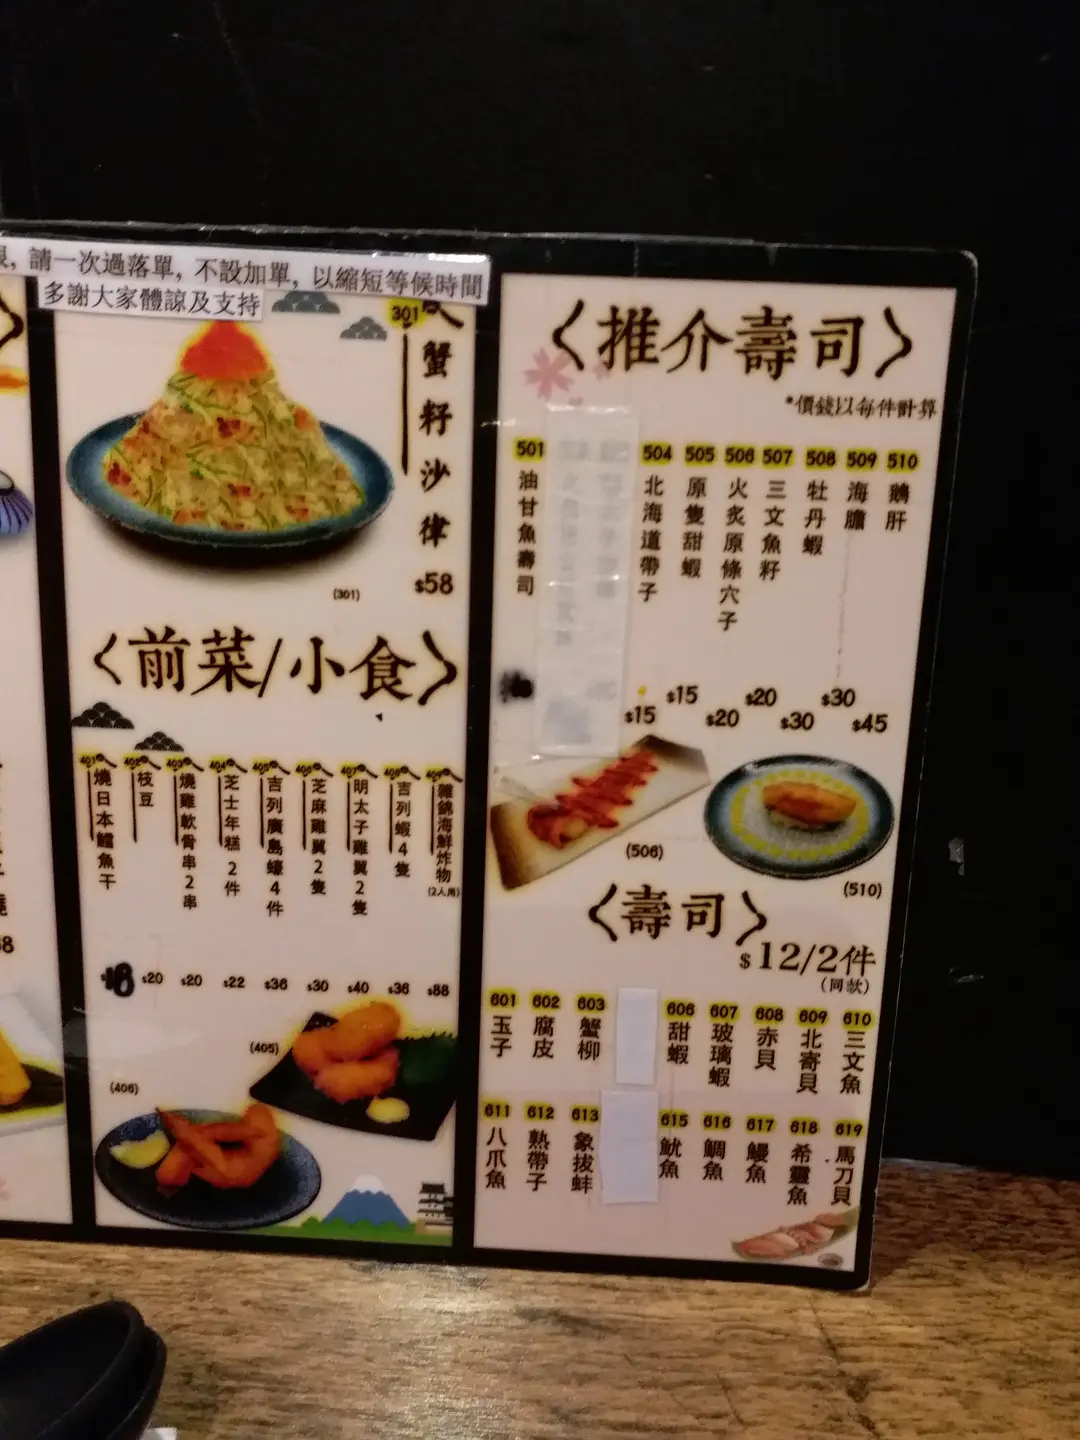 請一次過落單, 不設加單, 以縮短等候時間
多謝大家體諒及支持
301
蟹籽沙律
$58
(301)
〈前菜/小食〉
401 燒日本鱈魚干
402 枝豆 $20
403 燒雞軟骨串2串 $20
404 芝士年糕2件 $22
405 吉列廣島蠔4件 $36
406 芝麻雞翼2隻 $30
407 明太子雞翼2隻 $40
408 吉列蝦4隻 $36
409 雜錦海鮮炸物 (2人用) $88
(405)
(406)
〈推介壽司〉
*價錢以每件計算
501 油甘魚壽司
504 北海道帶子 $15
505 原隻甜蝦 $15
506 火炙原條穴子 $20
507 三文魚籽 $20
508 牡丹蝦 $30
509 海膽 $30
510 鵝肝 $45
(506)
(510)
〈壽司〉
$12/2件
(同款)
601 玉子
602 腐皮
603 蟹柳
606 甜蝦
607 玻璃蝦
608 赤貝
609 北寄貝
610 三文魚
611 八爪魚
612 熟帶子
613 象拔蚌
615 魷魚
616 鯛魚
617 鰻魚
618 希靈魚
619 馬刀貝